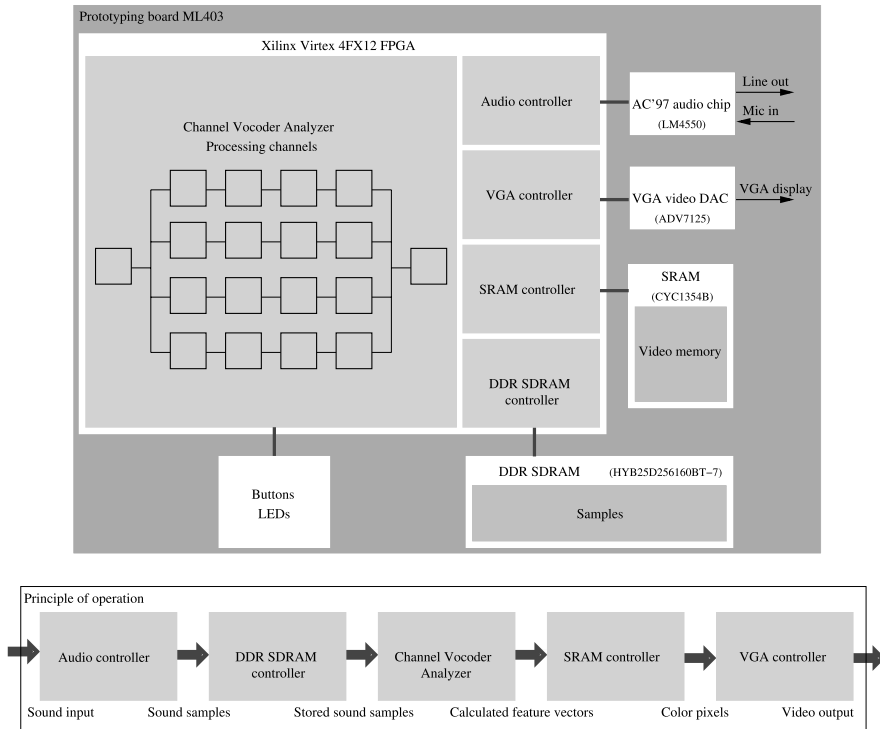 Prototyping board ML403
Xilinx Virtex 4FX12 FPGA
Channel Vocoder Analyzer
Processing channels
Audio controller
AC'97 audio chip
(LM4550)
Line out
Mic in
VGA controller
VGA video DAC
(ADV7125)
VGA display
SRAM controller
SRAM
(CYC1354B)
Video memory
DDR SDRAM
controller
Buttons
LEDs
DDR SDRAM (HYB25D256160BT−7)
Samples
Principle of operation
Audio controller
DDR SDRAM
controller
Channel Vocoder
Analyzer
SRAM controller
VGA controller
Sound input
Sound samples
Stored sound samples
Calculated feature vectors
Color pixels
Video output